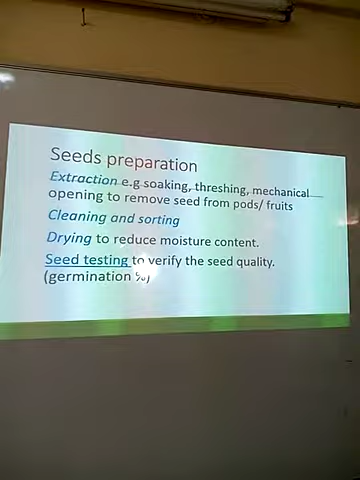 Seeds preparation
Extraction e.g soaking, threshing, mechanical
opening to remove seed from pods/ fruits
Cleaning and sorting
Drying to reduce moisture content.
Seed testing to verify the seed quality.
(germination %)